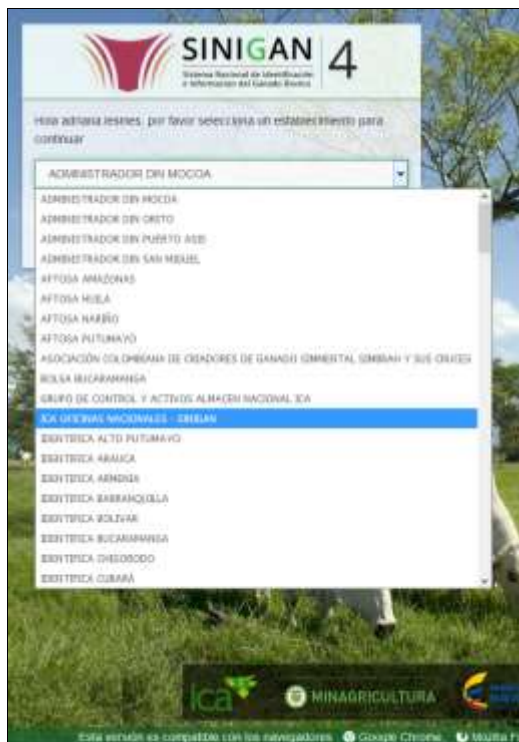 SINIGAN 4
Sistema Nacional de Identificación
e Información del Ganado Bovino
Hola adriana lesmes, por favor selecciona un establecimiento para
continuar
ADMINISTRADOR DIN MOCOA
ADMINISTRADOR DIN MOCOA
ADMINISTRADOR DIN ORITO
ADMINISTRADOR DIN PUERTO ASIS
ADMINISTRADOR DIN SAN MIGUEL
AFTOSA AMAZONAS
AFTOSA HUILA
AFTOSA NARIÑO
AFTOSA PUTUMAYO
ASOCIACIÓN COLOMBIANA DE CRIADORES DE GANADO SIMMENTAL SIMBRAH Y SUS CRUCES
BOLSA BUCARAMANGA
GRUPO DE CONTROL Y ACTIVOS ALMACEN NACIONAL ICA
ICA OFICINAS NACIONALES -
IDENTIFICA ALTO PUTUMAYO
IDENTIFICA ARAUCA
IDENTIFICA ARMENIA
IDENTIFICA BARRANQUILLA
IDENTIFICA BOLIVAR
IDENTIFICA BUCARAMANGA
IDENTIFICA CHIGORODO
IDENTIFICA CUBARÁ
ica
MINAGRICULTURA
Esta versión es compatible con los navegadores Google Chrome, Mozilla